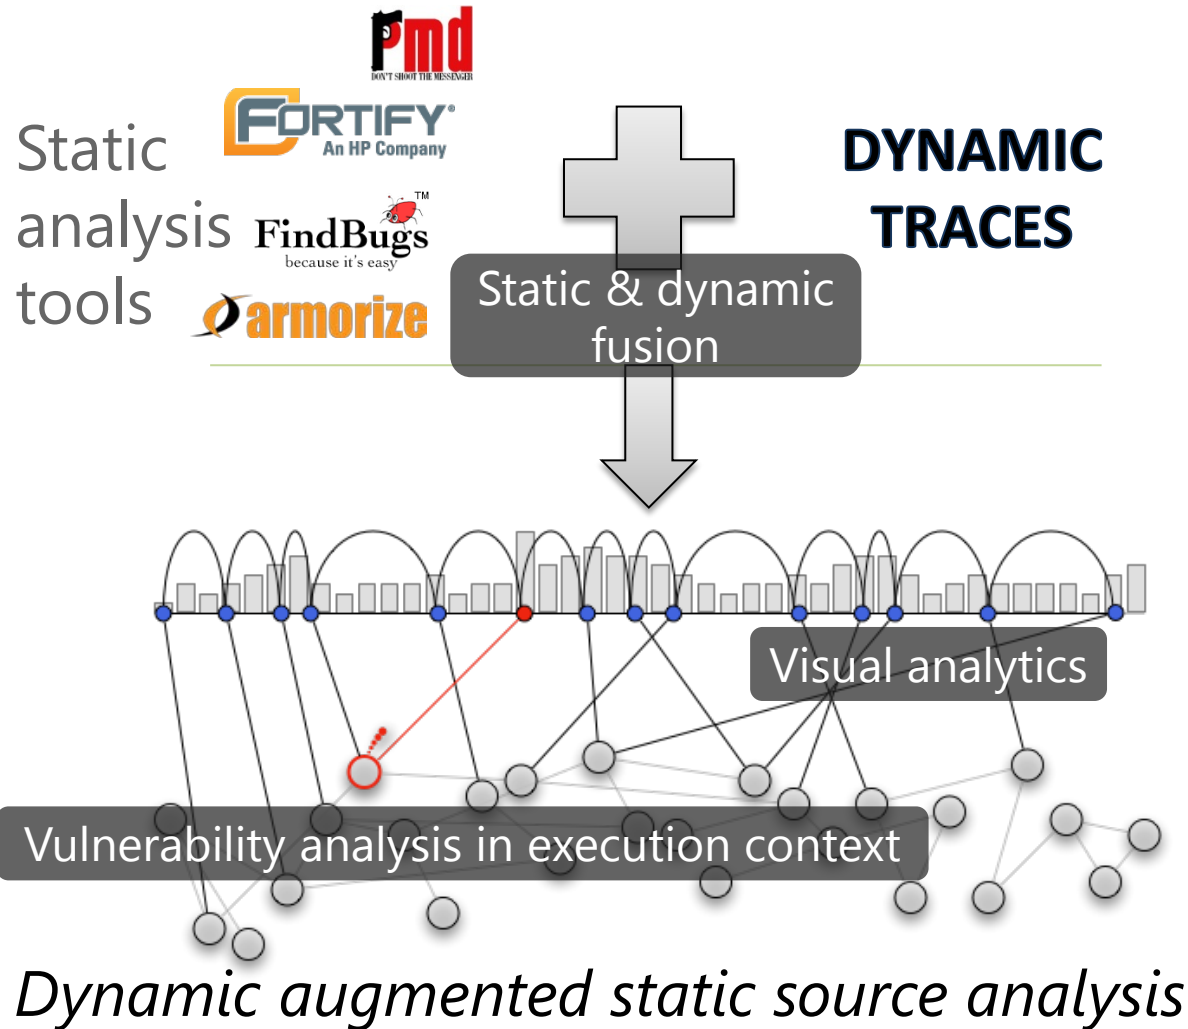 pmd
DON'T SHOOT THE MESSENGER
FORTIFY®
An HP Company
Static
analysis
tools
FindBugs™
because it's easy
armorize
DYNAMIC
TRACES
Static & dynamic
fusion
Visual analytics
Vulnerability analysis in execution context
Dynamic augmented static source analysis